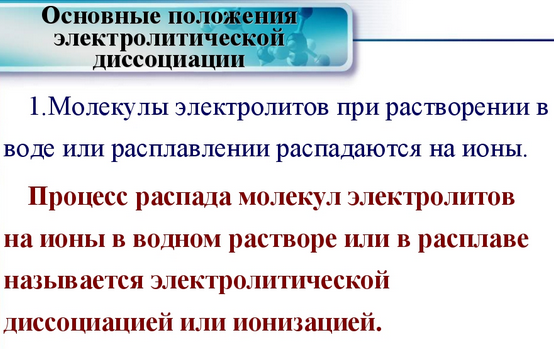 Основные положения
электролитической
диссоциации
1.Молекулы электролитов при растворении в
воде или расплавлении распадаются на ионы.
Процесс распада молекул электролитов
на ионы в водном растворе или в расплаве
называется электролитической
диссоциацией или ионизацией.